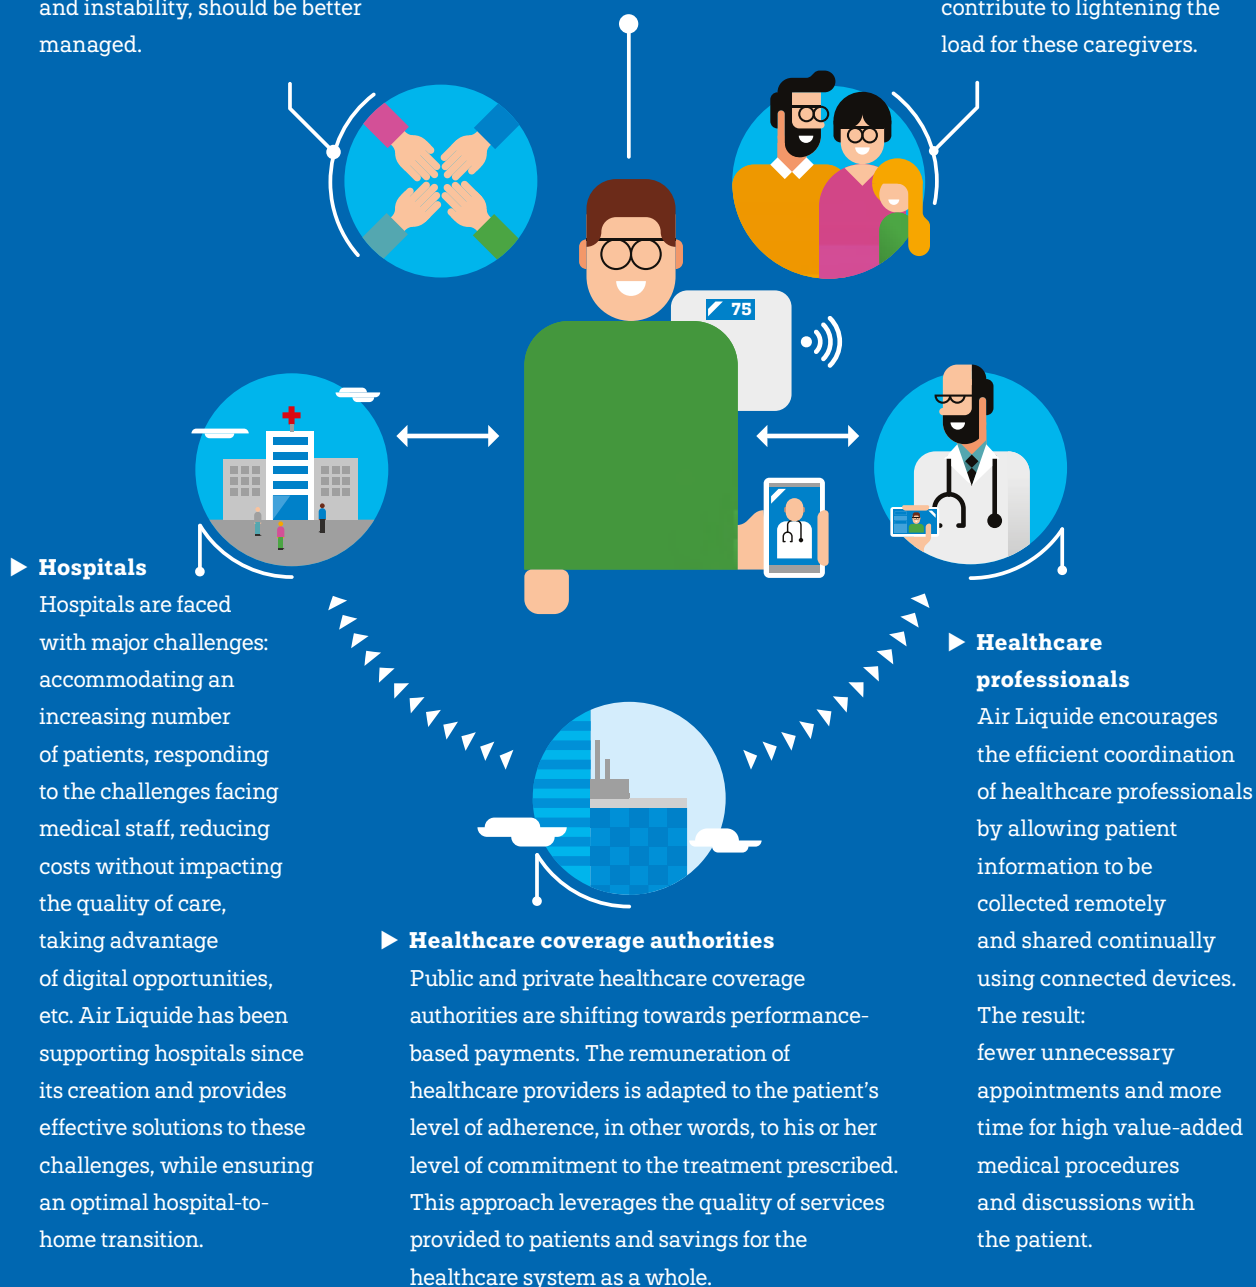 and instability, should be better
managed.
contribute to lightening the
load for these caregivers.
75
Hospitals
Hospitals are faced
with major challenges:
accommodating an
increasing number
of patients, responding
to the challenges facing
medical staff, reducing
costs without impacting
the quality of care,
taking advantage
of digital opportunities,
etc. Air Liquide has been
supporting hospitals since
its creation and provides
effective solutions to these
challenges, while ensuring
an optimal hospital-to-
home transition.
Healthcare coverage authorities
Public and private healthcare coverage
authorities are shifting towards performance-
based payments. The remuneration of
healthcare providers is adapted to the patient’s
level of adherence, in other words, to his or her
level of commitment to the treatment prescribed.
This approach leverages the quality of services
provided to patients and savings for the
healthcare system as a whole.
Healthcare
professionals
Air Liquide encourages
the efficient coordination
of healthcare professionals
by allowing patient
information to be
collected remotely
and shared continually
using connected devices.
The result:
fewer unnecessary
appointments and more
time for high value-added
medical procedures
and discussions with
the patient.